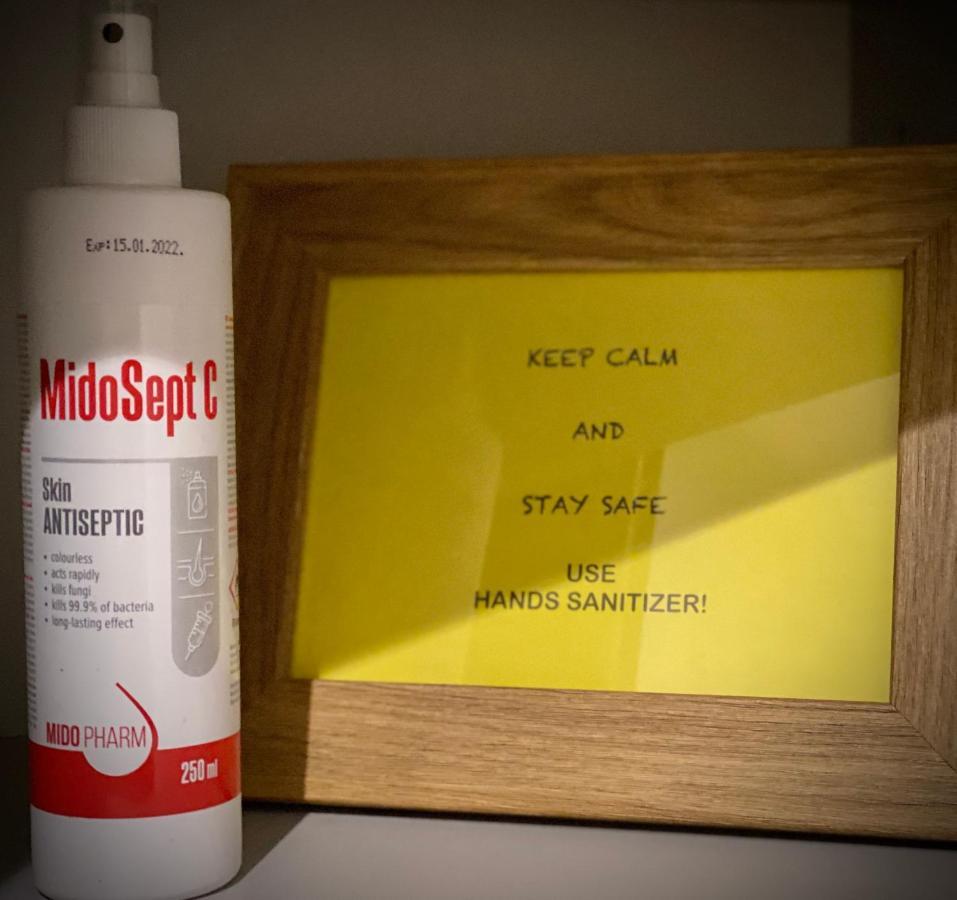 Exp:15.01.2022.
MidoSept C
Skin
ANTISEPTIC
• colourless
• acts rapidly
• kills fungi
• kills 99.9% of bacteria
• long-lasting effect
MIDO PHARM
250 ml
KEEP CALM
AND
STAY SAFE
USE
HANDS SANITIZER!